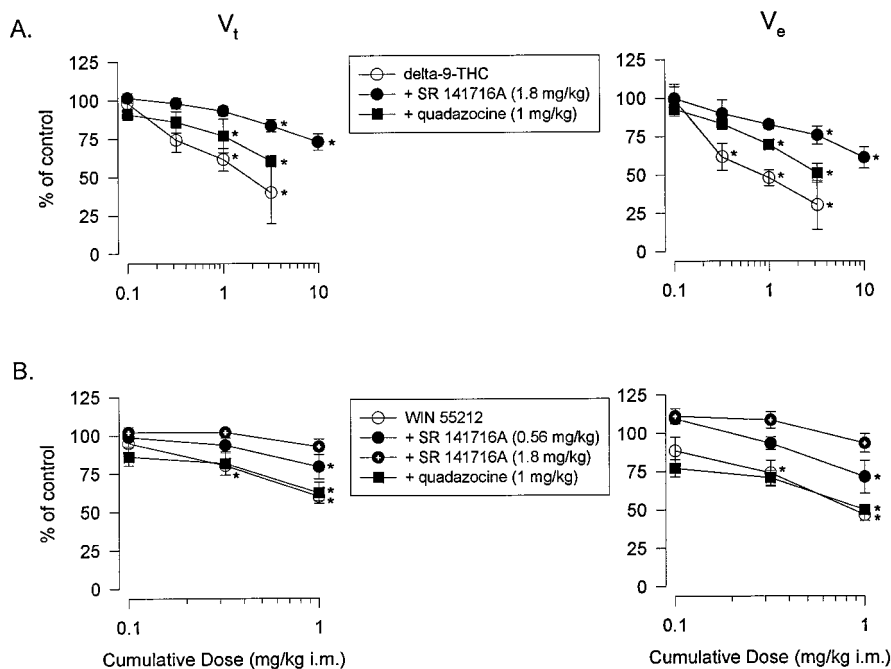 A.
V_t
V_e
% of control
125
100
75
50
25
0
0.1
1
10
delta-9-THC
+ SR 141716A (1.8 mg/kg)
+ quadazocine (1 mg/kg)
125
100
75
50
25
0
0.1
1
10
* * * * * * *
* * * * * * * *
B.
% of control
125
100
75
50
25
0
0.1
1
Cumulative Dose (mg/kg i.m.)
WIN 55212
+ SR 141716A (0.56 mg/kg)
+ SR 141716A (1.8 mg/kg)
+ quadazocine (1 mg/kg)
125
100
75
50
25
0
0.1
1
Cumulative Dose (mg/kg i.m.)
* * * *
* * * *